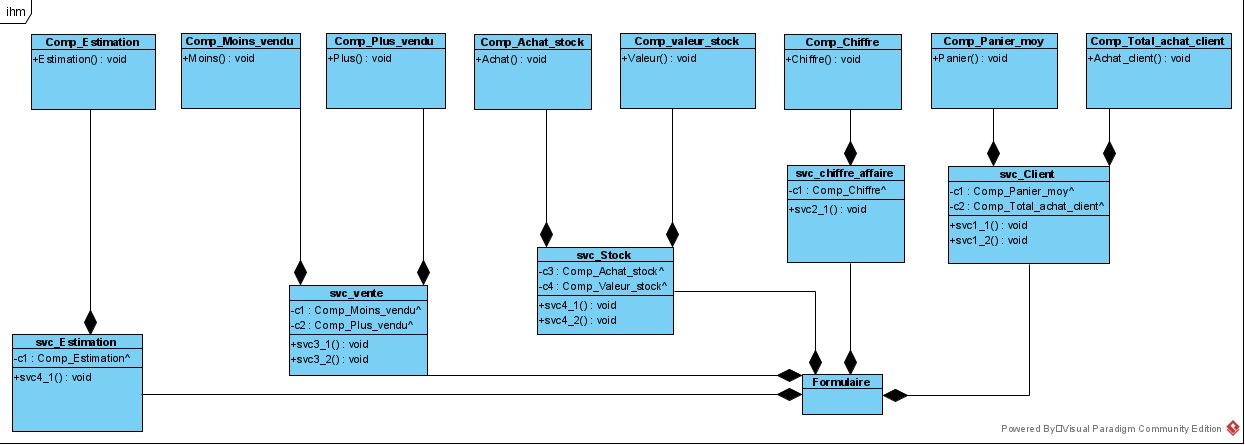 ihm
Comp_Estimation
+Estimation() : void
Comp_Moins_vendu
+Moins() : void
Comp_Plus_vendu
+Plus() : void
Comp_Achat_stock
+Achat() : void
Comp_valeur_stock
+Valeur() : void
Comp_Chiffre
+Chiffre() : void
Comp_Panier_moy
+Panier() : void
Comp_Total_achat_client
+Achat_client() : void
svc_chiffre_affaire
-c1 : Comp_Chiffre^
+svc2_1() : void
svc_Client
-c1 : Comp_Panier_moy^
-c2 : Comp_Total_achat_client^
+svc1_1() : void
+svc1_2() : void
svc_Stock
-c3 : Comp_Achat_stock^
-c4 : Comp_Valeur_stock^
+svc4_1() : void
+svc4_2() : void
svc_vente
-c1 : Comp_Moins_vendu^
-c2 : Comp_Plus_vendu^
+svc3_1() : void
+svc3_2() : void
svc_Estimation
-c1 : Comp_Estimation^
+svc4_1() : void
Formulaire
Powered By Visual Paradigm Community Edition